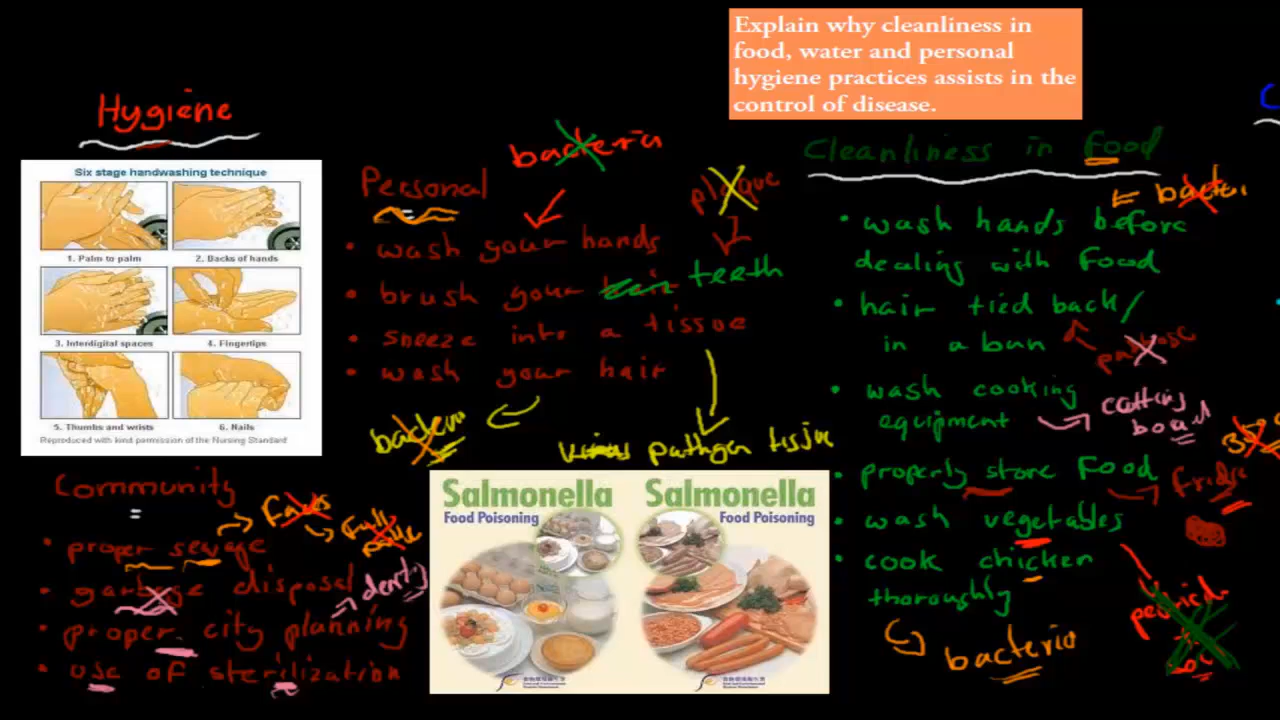 Explain why cleanliness in
food, water and personal
hygiene practices assists in the
control of disease.
Hygiene
Six stage handwashing technique
1. Palm to palm
2. Backs of hands
3. Interdigital spaces
4. Fingertips
5. Thumbs and wrists
6. Nails
Reproduced with kind permission of the Nursing Standard
Personal
bacteria
plaque
• wash your hands
• brush your hair teeth
• sneeze into a tissue
• wash your hair
pathgen tissue
Community
• proper sewage
• garbage disposal
density
• proper city planning
• use of sterilization
Salmonella
Food Poisoning
Salmonella
Food Poisoning
Cleanliness in food
• wash hands before
dealing with food
• hair tied back/
in a bun
• wash cooking
equipment
cutting
board
• properly store food
fridge
• wash vegetables
• cook chicken
thoroughly
bacteria